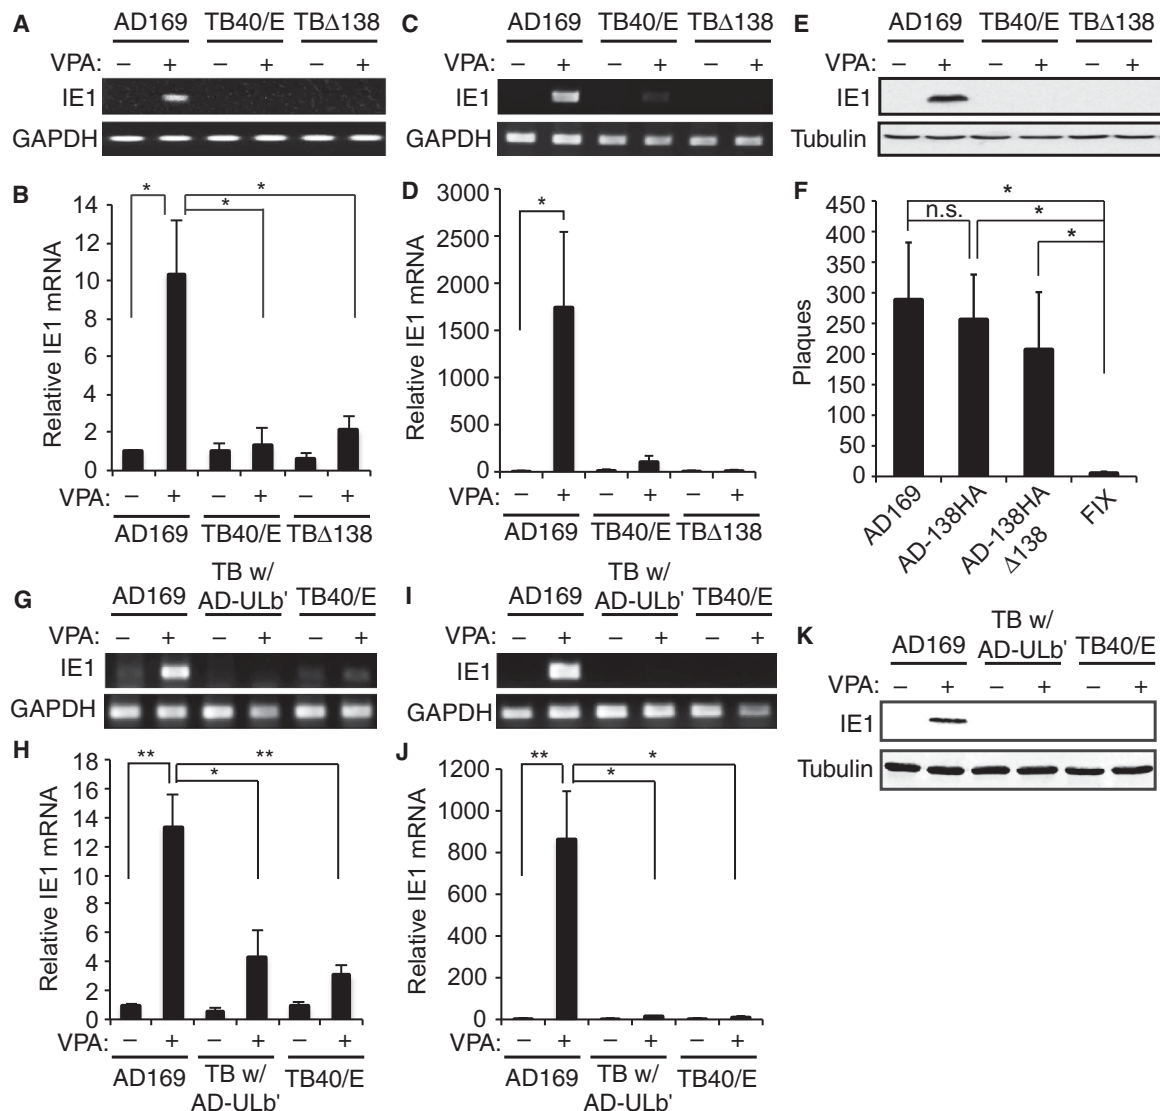 A
AD169 TB40/E TBΔ138
VPA: – + – + – +
IE1
GAPDH
B
Relative IE1 mRNA
14
12
10
8
6
4
2
0
* * *
VPA: – + – + – +
AD169 TB40/E TBΔ138
C
AD169 TB40/E TBΔ138
VPA: – + – + – +
IE1
GAPDH
D
Relative IE1 mRNA
3000
2500
2000
1500
1000
500
0
*
VPA: – + – + – +
AD169 TB40/E TBΔ138
E
AD169 TB40/E TBΔ138
VPA: – + – + – +
IE1
Tubulin
F
Plaques
450
400
350
300
250
200
150
100
50
0
*
n.s. *
*
AD169
AD-138HA
AD-138HA
Δ138
FIX
G
TB w/
AD169 AD-ULb' TB40/E
VPA: – + – + – +
IE1
GAPDH
H
Relative IE1 mRNA
18
16
14
12
10
8
6
4
2
0
** **
*
VPA: – + – + – +
AD169 TB w/ TB40/E
AD-ULb'
I
TB w/
AD169 AD-ULb' TB40/E
VPA: – + – + – +
IE1
GAPDH
J
Relative IE1 mRNA
1200
1000
800
600
400
200
0
** *
*
VPA: – + – + – +
AD169 TB w/ TB40/E
AD-ULb'
K
TB w/
AD169 AD-ULb' TB40/E
VPA: – + – + – +
IE1
Tubulin